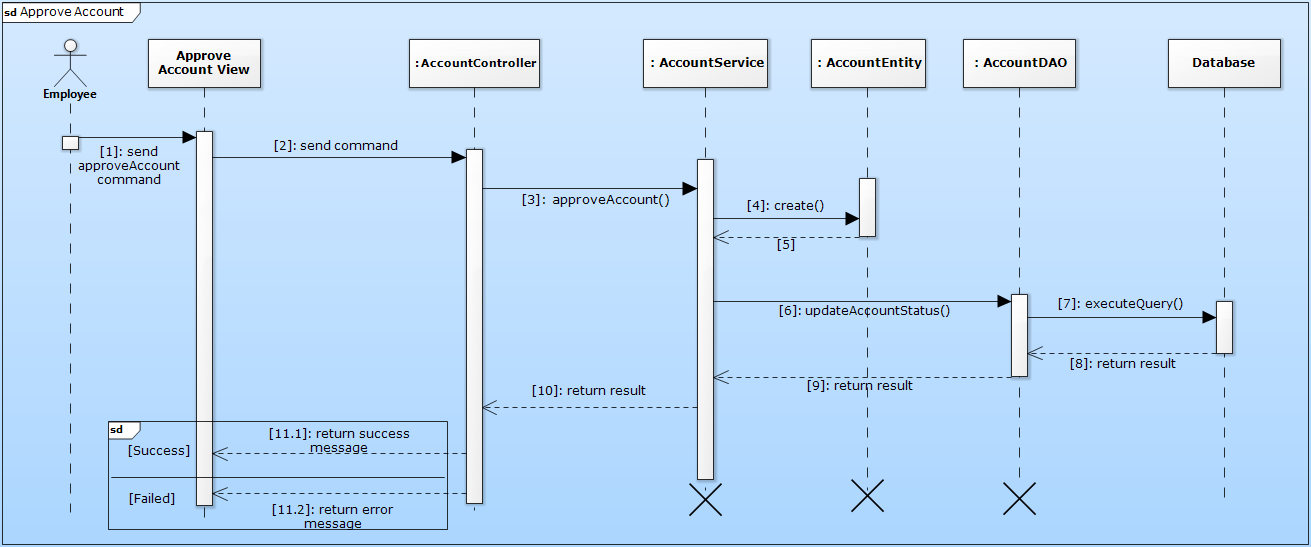 sd Approve Account
Employee
Approve
Account View
: AccountController
: AccountService
: AccountEntity
: AccountDAO
Database
[1]: send
approveAccount
command
[2]: send command
[3]: approveAccount()
[4]: create()
[5]
[6]: updateAccountStatus()
[7]: executeQuery()
[8]: return result
[9]: return result
[10]: return result
sd
[Success]
[11.1]: return success
message
[Failed]
[11.2]: return error
message